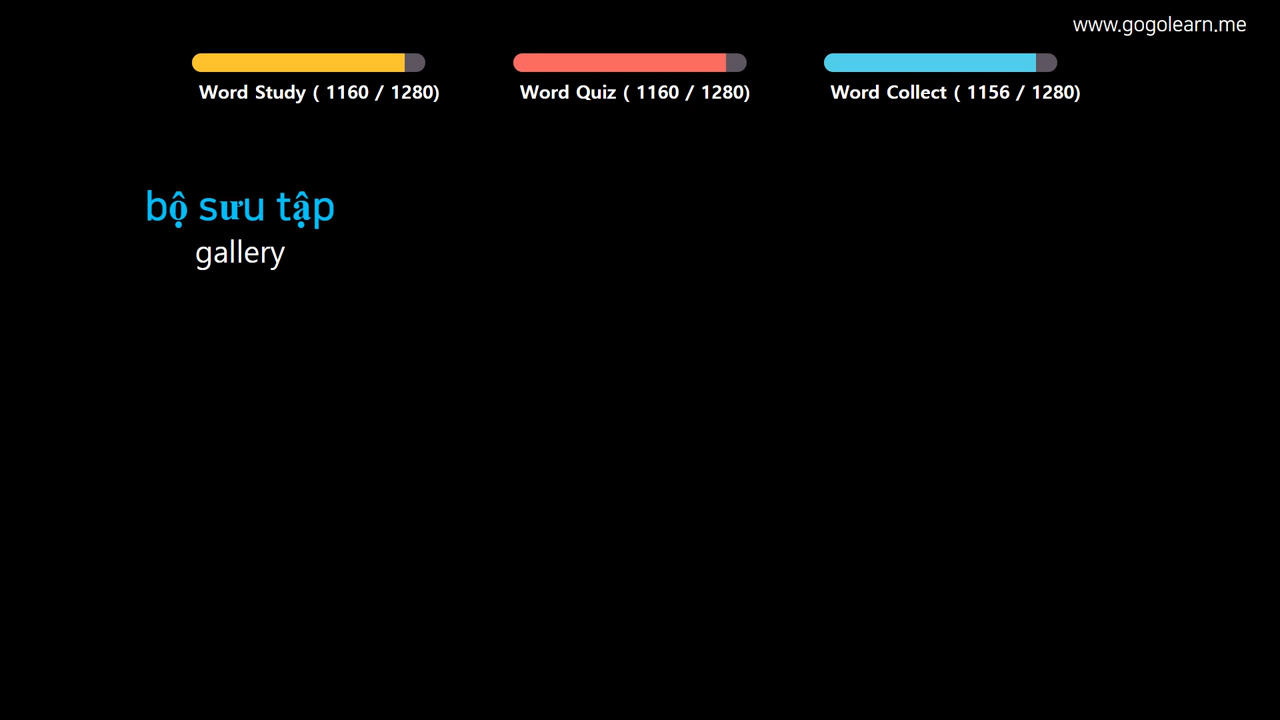 www.gogolearn.me
Word Study ( 1160 / 1280)
Word Quiz ( 1160 / 1280)
Word Collect ( 1156 / 1280)
bộ sưu tập
gallery